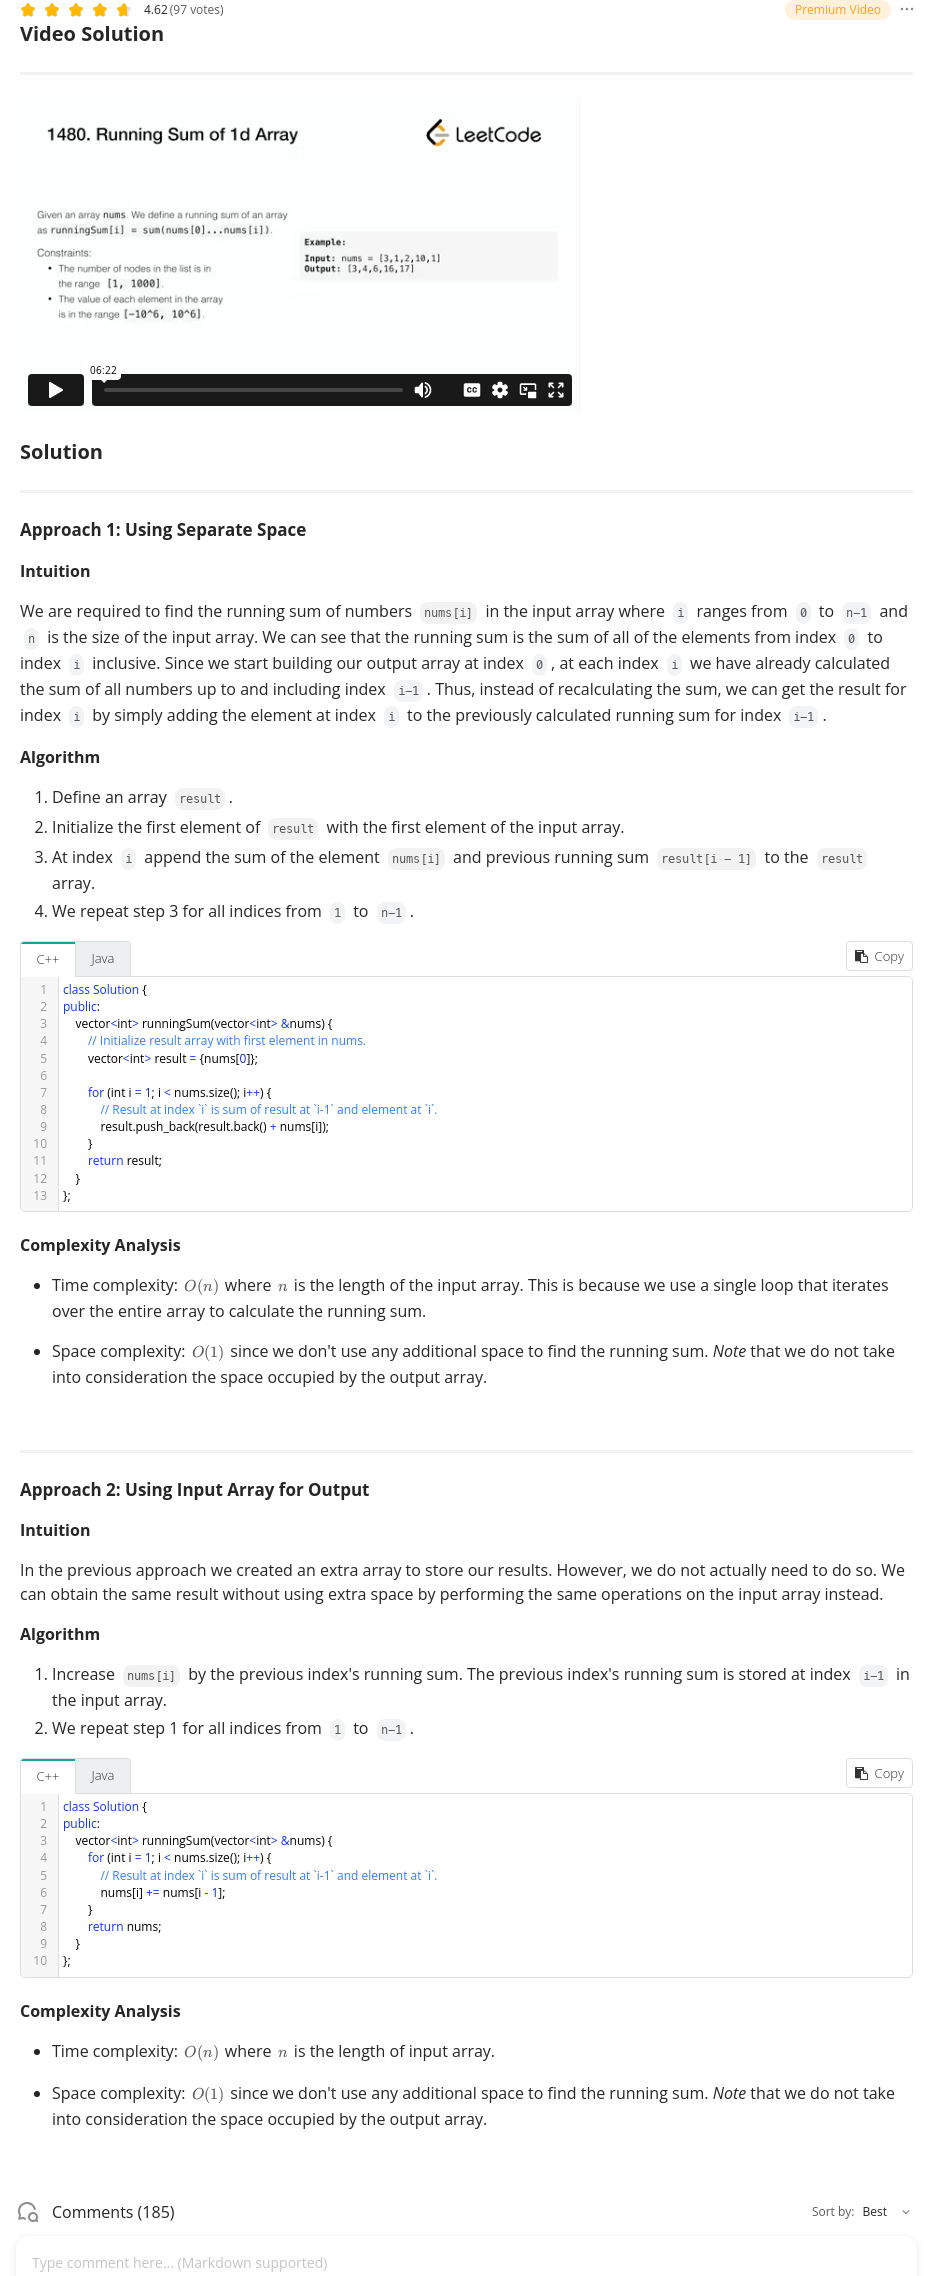 4.62 (97 votes)
Premium Video
Video Solution
1480. Running Sum of 1d Array
LeetCode
Given an array nums. We define a running sum of an array
as runningSum[i] = sum(nums[0]...nums[i]).
Constraints:
• The number of nodes in the list is in
the range [1, 1000].
• The value of each element in the array
is in the range [-10^6, 10^6].
Example:
Input: nums = [3,1,2,10,1]
Output: [3,4,6,16,17]
06:22
CC
Solution
Approach 1: Using Separate Space
Intuition
We are required to find the running sum of numbers nums[i] in the input array where i ranges from 0 to n-1 and
n is the size of the input array. We can see that the running sum is the sum of all of the elements from index 0 to
index i inclusive. Since we start building our output array at index 0 , at each index i we have already calculated
the sum of all numbers up to and including index i-1 . Thus, instead of recalculating the sum, we can get the result for
index i by simply adding the element at index i to the previously calculated running sum for index i-1 .
Algorithm
1. Define an array result .
2. Initialize the first element of result with the first element of the input array.
3. At index i append the sum of the element nums[i] and previous running sum result[i - 1] to the result
array.
4. We repeat step 3 for all indices from 1 to n-1 .
C++ Java Copy
1 class Solution {
2 public:
3 vector<int> runningSum(vector<int> &nums) {
4 // Initialize result array with first element in nums.
5 vector<int> result = {nums[0]};
6
7 for (int i = 1; i < nums.size(); i++) {
8 // Result at index `i` is sum of result at `i-1` and element at `i`.
9 result.push_back(result.back() + nums[i]);
10 }
11 return result;
12 }
13 };
Complexity Analysis
• Time complexity: O(n) where n is the length of the input array. This is because we use a single loop that iterates
over the entire array to calculate the running sum.
• Space complexity: O(1) since we don't use any additional space to find the running sum. Note that we do not take
into consideration the space occupied by the output array.
Approach 2: Using Input Array for Output
Intuition
In the previous approach we created an extra array to store our results. However, we do not actually need to do so. We
can obtain the same result without using extra space by performing the same operations on the input array instead.
Algorithm
1. Increase nums[i] by the previous index's running sum. The previous index's running sum is stored at index i-1 in
the input array.
2. We repeat step 1 for all indices from 1 to n-1 .
C++ Java Copy
1 class Solution {
2 public:
3 vector<int> runningSum(vector<int> &nums) {
4 for (int i = 1; i < nums.size(); i++) {
5 // Result at index `i` is sum of result at `i-1` and element at `i`.
6 nums[i] += nums[i - 1];
7 }
8 return nums;
9 }
10 };
Complexity Analysis
• Time complexity: O(n) where n is the length of input array.
• Space complexity: O(1) since we don't use any additional space to find the running sum. Note that we do not take
into consideration the space occupied by the output array.
Comments (185)
Sort by: Best
Type comment here... (Markdown supported)